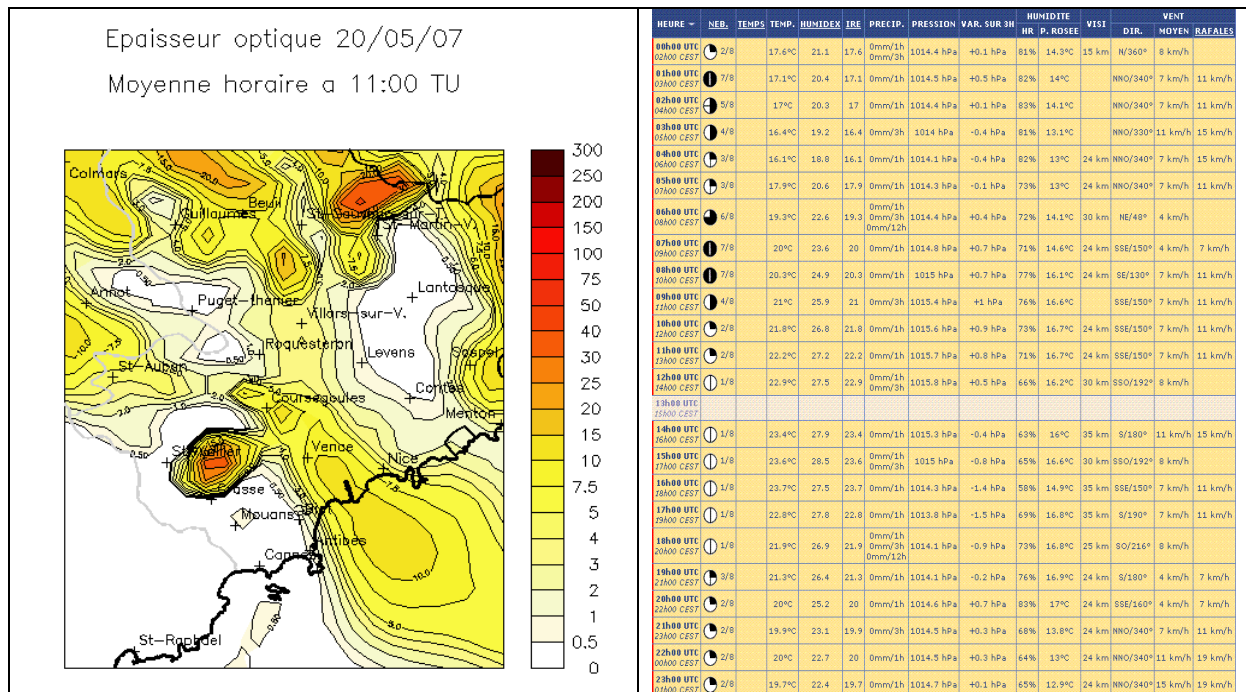 Epaisseur optique 20/05/07
Moyenne horaire a 11:00 TU
Colmars
Beuil
Guillaumes
St-Sauveur-sur-T.
St-Martin-V.
Lantosque
Annot
Puget-thenier
Villars-sur-V.
Roquesteron
Levens
Sospel
St-Auban
Contes
Coursegoules
Menton
Vence
Nice
Mouans
Antibes
Canne
St-Raphael
300
250
200
150
100
75
50
40
30
25
20
15
10
7.5
5
4
3
2
1
0.5
0
HEURE NEB. TEMPS TEMP. HUMIDEX IRE PRECIP. PRESSION VAR. SUR 3H HUMIDITE HR P. ROSEE VISI VENT DIR. MOYEN RAFALES
00h00 UTC 02h00 CEST 2/8 17.6°C 21.1 17.6 0mm/1h 0mm/3h 1014.4 hPa +0.1 hPa 81% 14.3°C 15 km N/360° 8 km/h
01h00 UTC 03h00 CEST 7/8 17.1°C 20.4 17.1 0mm/1h 1014.5 hPa +0.5 hPa 82% 14°C NNO/340° 7 km/h 11 km/h
02h00 UTC 04h00 CEST 5/8 17°C 20.3 17 0mm/1h 1014.4 hPa +0.1 hPa 83% 14.1°C NNO/340° 7 km/h 11 km/h
03h00 UTC 05h00 CEST 4/8 16.4°C 19.2 16.4 0mm/3h 1014 hPa -0.4 hPa 81% 13.1°C NNO/330° 11 km/h 15 km/h
04h00 UTC 06h00 CEST 3/8 16.1°C 18.8 16.1 0mm/1h 1014.1 hPa -0.4 hPa 82% 13°C 24 km NNO/340° 7 km/h 15 km/h
05h00 UTC 07h00 CEST 3/8 17.9°C 20.6 17.9 0mm/1h 1014.3 hPa -0.1 hPa 73% 13°C 24 km NNO/340° 7 km/h 11 km/h
06h00 UTC 08h00 CEST 6/8 19.3°C 22.6 19.3 0mm/1h 0mm/3h 0mm/12h 1014.4 hPa +0.4 hPa 72% 14.1°C 30 km NE/48° 4 km/h
07h00 UTC 09h00 CEST 7/8 20°C 23.6 20 0mm/1h 1014.8 hPa +0.7 hPa 71% 14.6°C 24 km SSE/150° 4 km/h 7 km/h
08h00 UTC 10h00 CEST 7/8 20.3°C 24.9 20.3 0mm/1h 1015 hPa +0.7 hPa 77% 16.1°C 24 km SE/130° 7 km/h 11 km/h
09h00 UTC 11h00 CEST 4/8 21°C 25.9 21 0mm/3h 1015.4 hPa +1 hPa 76% 16.6°C SSE/150° 7 km/h 11 km/h
10h00 UTC 12h00 CEST 2/8 21.8°C 26.8 21.8 0mm/1h 1015.6 hPa +0.9 hPa 73% 16.7°C 24 km SSE/150° 7 km/h 11 km/h
11h00 UTC 13h00 CEST 2/8 22.2°C 27.2 22.2 0mm/1h 1015.7 hPa +0.8 hPa 71% 16.7°C 24 km SSE/150° 7 km/h 11 km/h
12h00 UTC 14h00 CEST 1/8 22.9°C 27.5 22.9 0mm/1h 0mm/3h 1015.8 hPa +0.5 hPa 66% 16.2°C 30 km SSO/192° 8 km/h
13h00 UTC 15h00 CEST
14h00 UTC 16h00 CEST 1/8 23.4°C 27.9 23.4 0mm/1h 1015.3 hPa -0.4 hPa 63% 16°C 35 km S/180° 11 km/h 15 km/h
15h00 UTC 17h00 CEST 1/8 23.6°C 28.5 23.6 0mm/1h 0mm/3h 1015 hPa -0.8 hPa 65% 16.6°C 30 km SSO/192° 8 km/h
16h00 UTC 18h00 CEST 1/8 23.7°C 27.5 23.7 0mm/1h 1014.3 hPa -1.4 hPa 58% 14.9°C 35 km SSE/150° 7 km/h 11 km/h
17h00 UTC 19h00 CEST 1/8 22.8°C 27.8 22.8 0mm/1h 1013.8 hPa -1.5 hPa 69% 16.8°C 35 km S/190° 7 km/h 11 km/h
18h00 UTC 20h00 CEST 1/8 21.9°C 26.9 21.9 0mm/1h 0mm/3h 0mm/12h 1014.1 hPa -0.9 hPa 73% 16.8°C 25 km SO/216° 8 km/h
19h00 UTC 21h00 CEST 3/8 21.3°C 26.4 21.3 0mm/1h 1014.1 hPa -0.2 hPa 76% 16.9°C 24 km S/180° 4 km/h 7 km/h
20h00 UTC 22h00 CEST 2/8 20°C 25.2 20 0mm/1h 1014.6 hPa +0.7 hPa 83% 17°C 24 km SSE/160° 4 km/h 7 km/h
21h00 UTC 23h00 CEST 2/8 19.9°C 23.1 19.9 0mm/1h 1014.5 hPa +0.3 hPa 68% 13.8°C 24 km NNO/340° 7 km/h 11 km/h
22h00 UTC 00h00 CEST 2/8 20°C 22.7 20 0mm/1h 1014.5 hPa +0.3 hPa 64% 13°C 24 km NNO/340° 11 km/h 19 km/h
23h00 UTC 01h00 CEST 2/8 19.7°C 22.4 19.7 0mm/1h 1014.7 hPa +0.1 hPa 65% 12.9°C 24 km NNO/340° 15 km/h 19 km/h